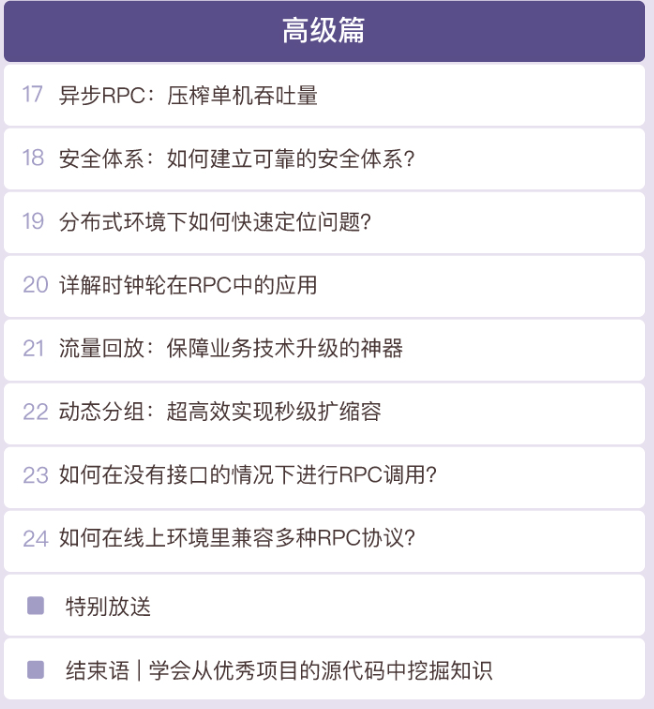 高级篇
17 异步RPC：压榨单机吞吐量
18 安全体系：如何建立可靠的安全体系?
19 分布式环境下如何快速定位问题?
20 详解时钟轮在RPC中的应用
21 流量回放：保障业务技术升级的神器
22 动态分组：超高效实现秒级扩缩容
23 如何在没有接口的情况下进行RPC调用?
24 如何在线上环境里兼容多种RPC协议?
特别放送
结束语 | 学会从优秀项目的源代码中挖掘知识